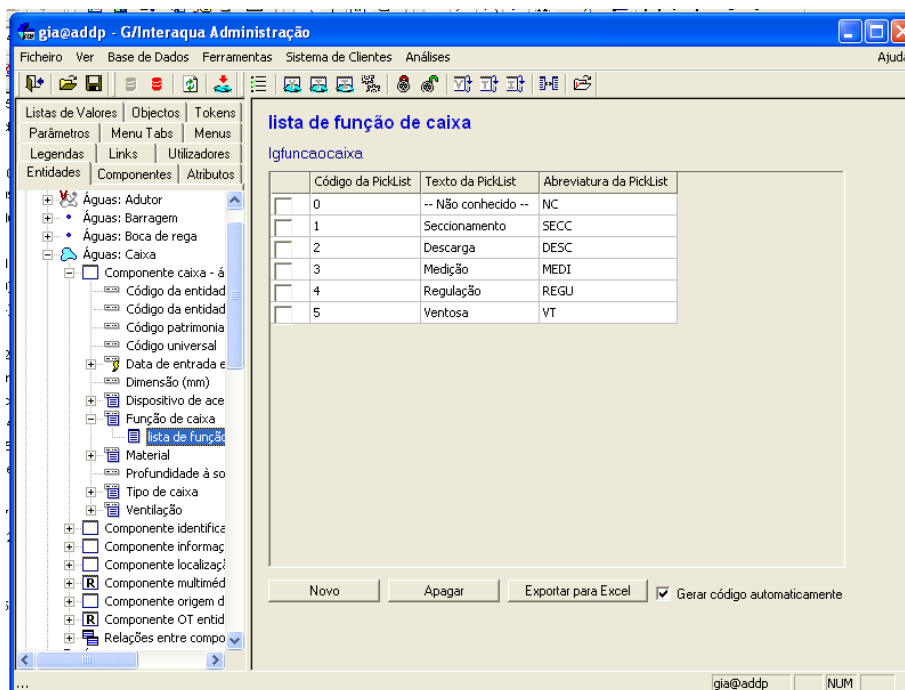 gia@addp - G/Interaqua Administração
Ficheiro Ver Base de Dados Ferramentas Sistema de Clientes Análises Ajuda
Listas de Valores Objectos Tokens
Parâmetros Menu Tabs Menus
Legendas Links Utilizadores
Entidades Componentes Atributos
Águas: Adutor
Águas: Barragem
Águas: Boca de rega
Águas: Caixa
Componente caixa - á
Código da entidad
Código da entidad
Código patrimonia
Código universal
Data de entrada e
Dimensão (mm)
Dispositivo de ace
Função de caixa
lista de função
Material
Profundidade à so
Tipo de caixa
Ventilação
Componente identifica
Componente informaç
Componente localizaçã
R Componente multiméd
Componente origem d
R Componente OT entid
Relações entre compo
lista de função de caixa
lgfuncaocaixa
Código da PickList Texto da PickList Abreviatura da PickList
0 -- Não conhecido -- NC
1 Seccionamento SECC
2 Descarga DESC
3 Medição MEDI
4 Regulação REGU
5 Ventosa VT
Novo Apagar Exportar para Excel Gerar código automaticamente
... gia@addp NUM